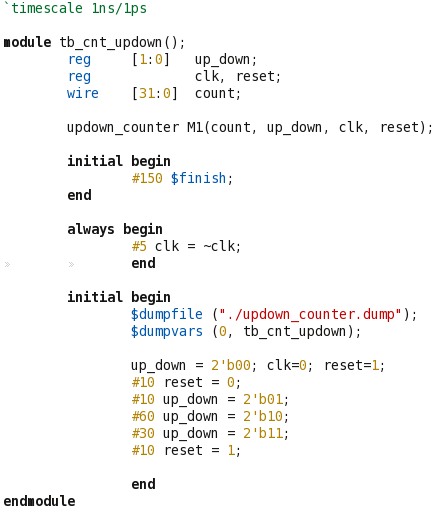 `timescale 1ns/1ps
module tb_cnt_updown();
reg [1:0] up_down;
reg clk, reset;
wire [31:0] count;
updown_counter M1(count, up_down, clk, reset);
initial begin
#150 $finish;
end
always begin
#5 clk = ~clk;
» » end
initial begin
$dumpfile ("./updown_counter.dump");
$dumpvars (0, tb_cnt_updown);
up_down = 2'b00; clk=0; reset=1;
#10 reset = 0;
#10 up_down = 2'b01;
#60 up_down = 2'b10;
#30 up_down = 2'b11;
#10 reset = 1;
end
endmodule